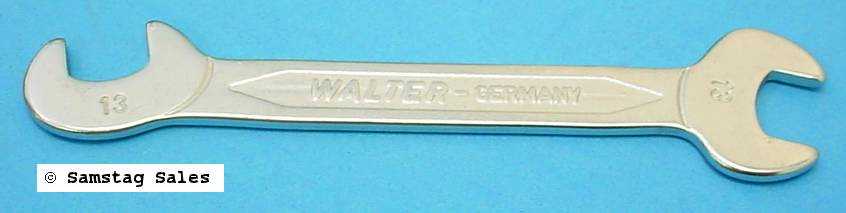 13
WALTER - GERMANY
13
© Samstag Sales